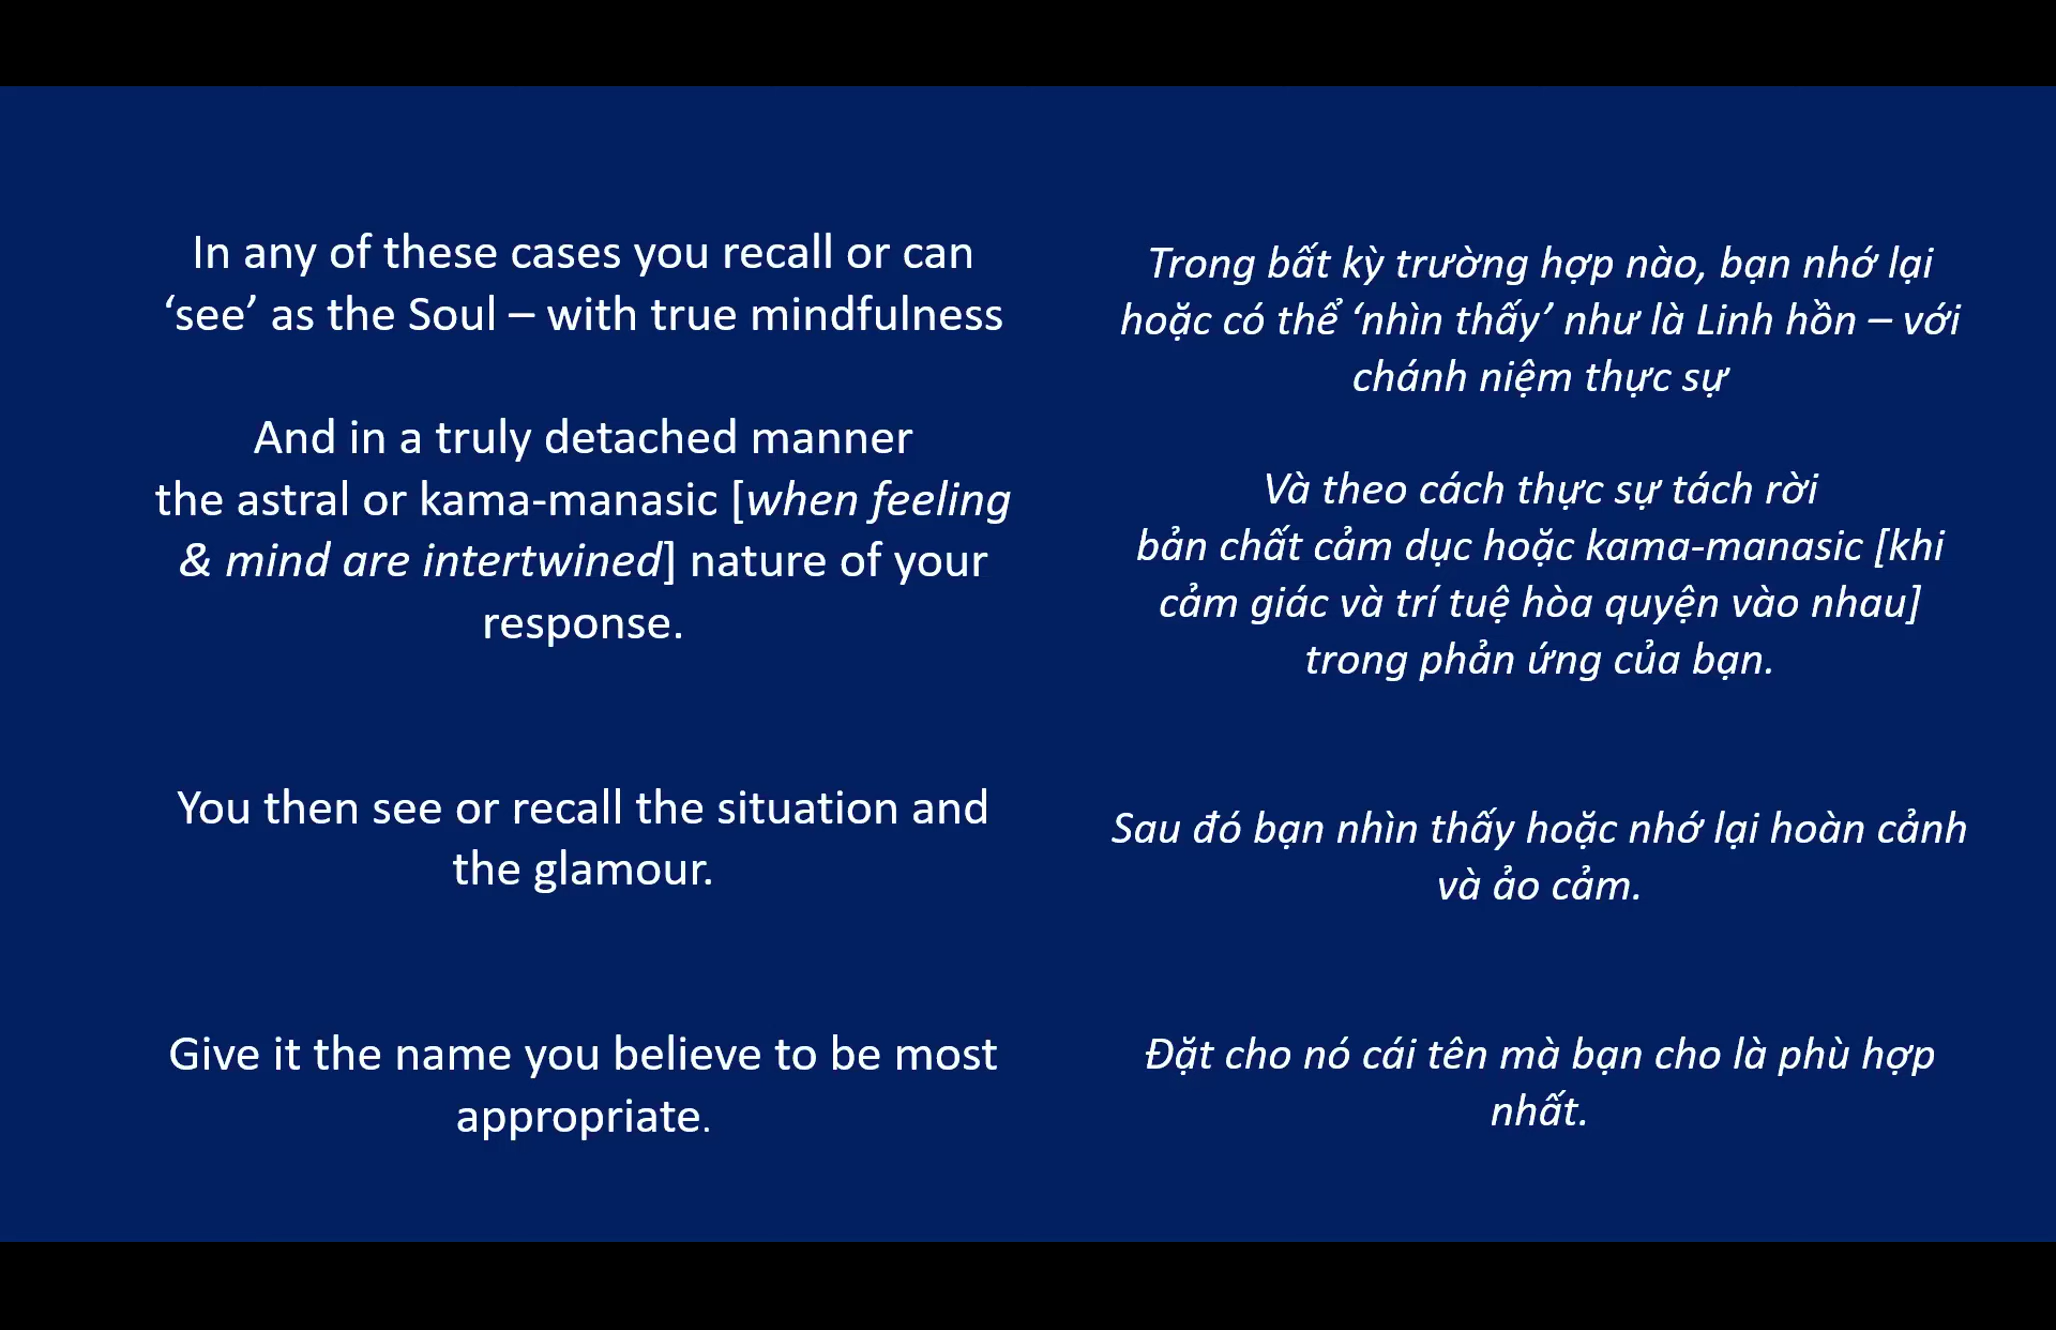 In any of these cases you recall or can
‘see’ as the Soul – with true mindfulness
And in a truly detached manner
the astral or kama-manasic [when feeling
& mind are intertwined] nature of your
response.
You then see or recall the situation and
the glamour.
Give it the name you believe to be most
appropriate.
Trong bất kỳ trường hợp nào, bạn nhớ lại
hoặc có thể ‘nhìn thấy’ như là Linh hồn – với
chánh niệm thực sự
Và theo cách thực sự tách rời
bản chất cảm dục hoặc kama-manasic [khi
cảm giác và trí tuệ hòa quyện vào nhau]
trong phản ứng của bạn.
Sau đó bạn nhìn thấy hoặc nhớ lại hoàn cảnh
và ảo cảm.
Đặt cho nó cái tên mà bạn cho là phù hợp
nhất.